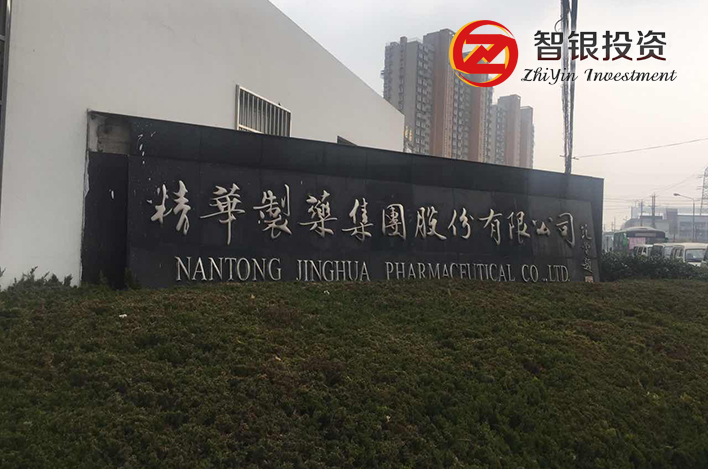 智银投资
ZhiYin Investment
精華製藥集團股份有限公司
NANTONG JINGHUA PHARMACEUTICAL CO.,LTD